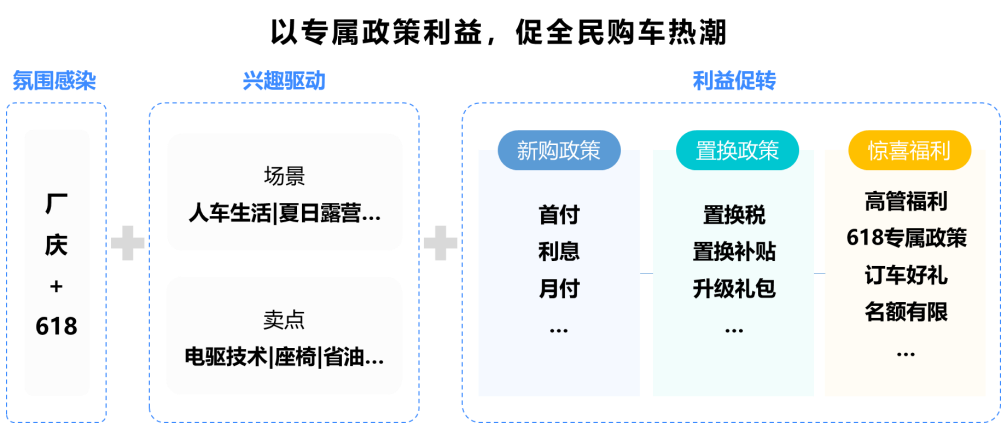 以专属政策利益，促全民购车热潮
氛围感染
厂
庆
+
618
兴趣驱动
场景
人车生活|夏日露营...
卖点
电驱技术|座椅|省油...
利益促转
新购政策
首付
利息
月付
...
置换政策
置换税
置换补贴
升级礼包
...
惊喜福利
高管福利
618专属政策
订车好礼
名额有限
...